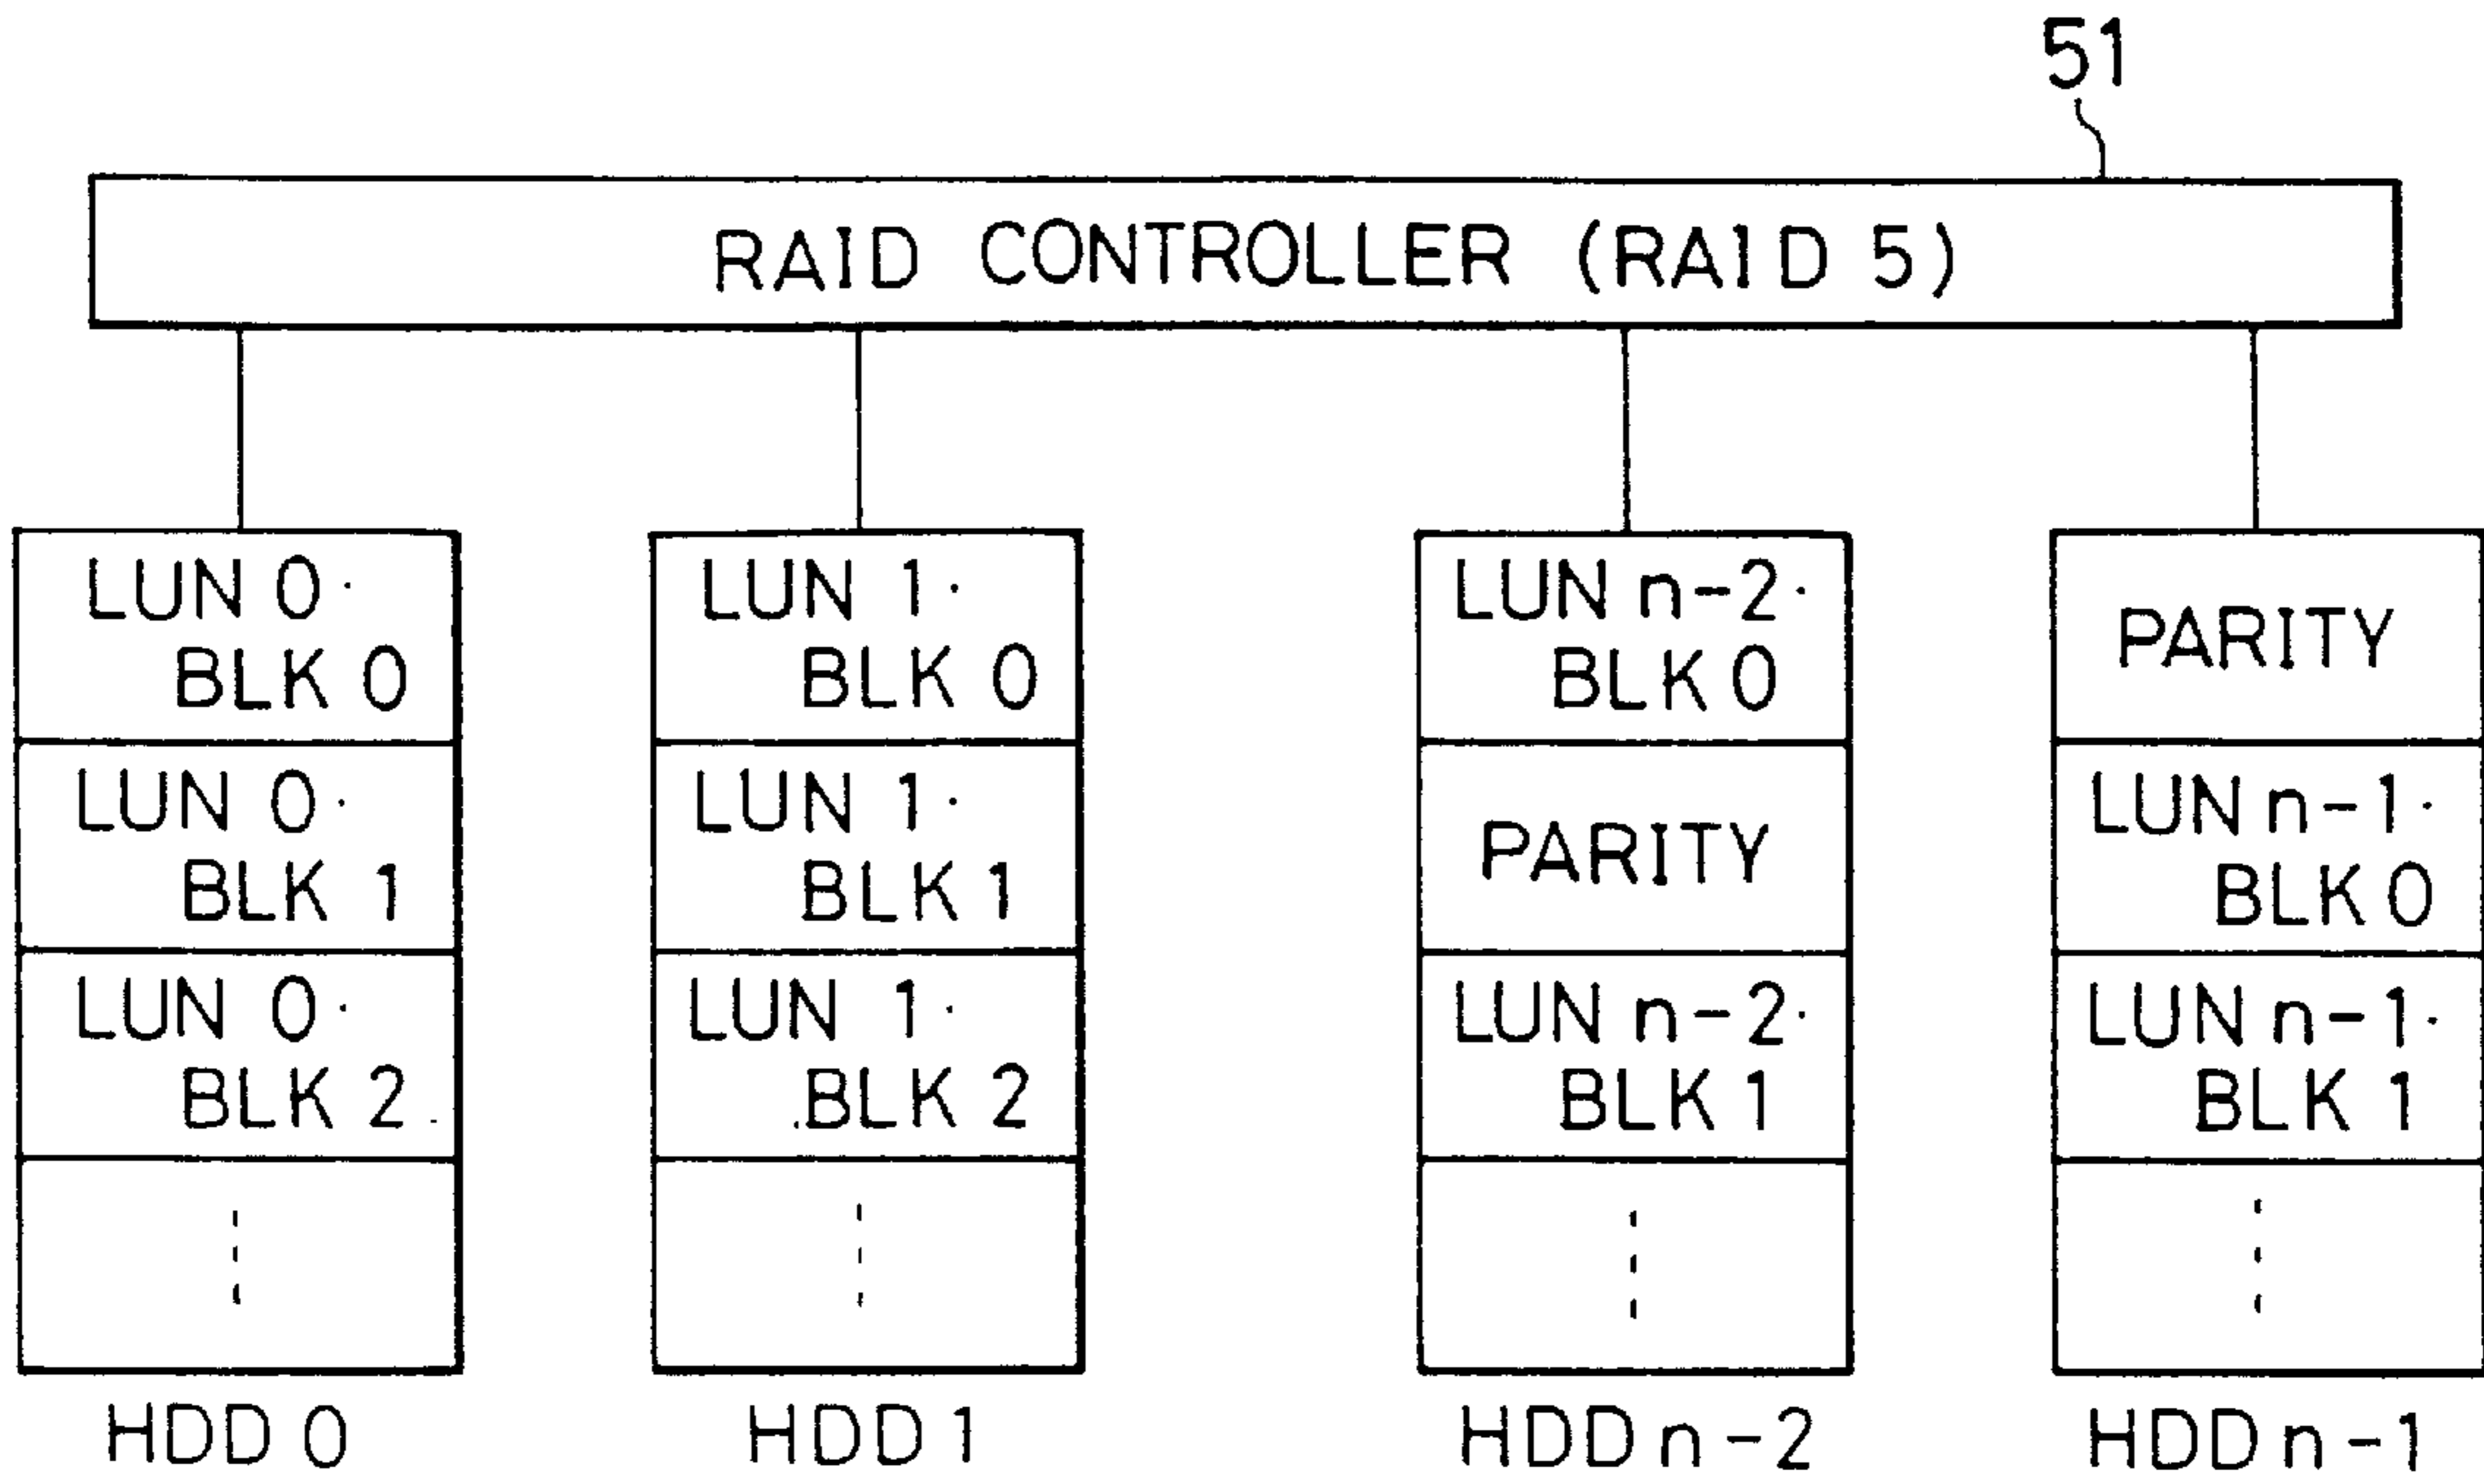 51
RAID CONTROLLER (RAID 5)
LUN 0·
BLK 0
LUN 0·
BLK 1
LUN 0·
BLK 2
HDD 0
LUN 1·
BLK 0
LUN 1·
BLK 1
LUN 1·
BLK 2
HDD 1
LUN n-2·
BLK 0
PARITY
LUN n-2·
BLK 1
HDD n-2
PARITY
LUN n-1·
BLK 0
LUN n-1·
BLK 1
HDD n-1